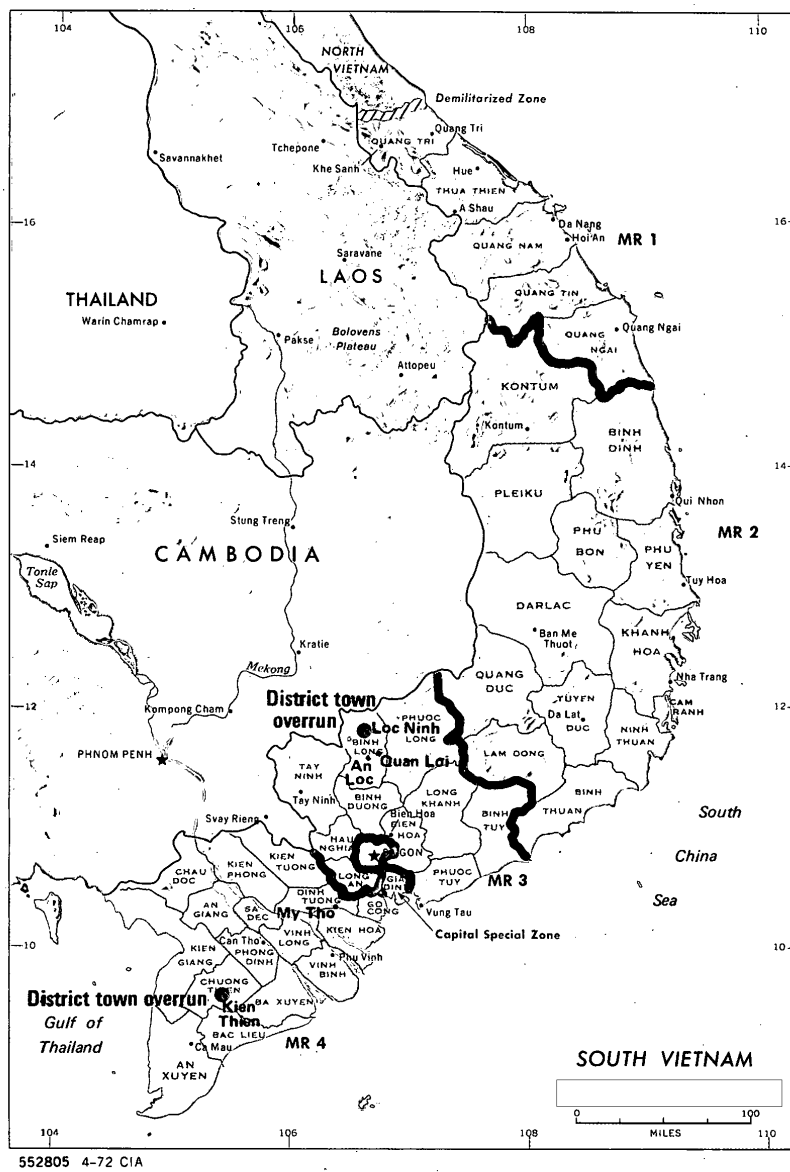 104
106
108
110
NORTH
VIETNAM
Demilitarized Zone
Quang Tri
QUANG TRI
Tchepone
Savannakhet
Khe Sanh
Hue
THUA THIEN
A Shau
16
16
Da Nang
Hoi An
MR 1
QUANG NAM
Saravane
LAOS
THAILAND
QUANG TIN
Warin Chamrap
Pakse
Bolovens
Plateau
QUANG
NGAI
Quang Ngai
Attopeu
KONTUM
Kontum
BINH
DINH
14
14
PLEIKU
Qui Nhon
Stung Treng
Siem Reap
CAMBODIA
PHU
BON
PHU
YEN
MR 2
Tonle
Sap
Tuy Hoa
DARLAC
Kratie
Ban Me
Thuot
KHANH
HOA
Mekong
QUANG
DUC
Nha Trang
12
12
Kompong Cham
District town
overrun
Loc Ninh
PHUOC
LONG
TUYEN
DUC
Da Lat
CAM
RANH
NINH
THUAN
PHNOM PENH
BINH
LONG
An
Loc
Quan Loi
LAM DONG
TAY
NINH
Tay Ninh
BINH
DUONG
LONG
KHANH
BINH
THUAN
Svay Rieng
Bien Hoa
BIEN
HOA
BINH
TUY
South
China
Sea
HAU
NGHIA
SAIGON
CHAU
DOC
KIEN
PHONG
KIEN
TUONG
LONG
AN
GIA
DINH
PHUOC
TUY
MR 3
AN
GIANG
SA
DEC
DINH
TUONG
My Tho
GO
CONG
Vung Tau
Capital Special Zone
10
10
KIEN
GIANG
Can Tho
PHONG
DINH
VINH
LONG
KIEN HOA
Phu Vinh
VINH
BINH
CHUONG
THIEN
District town overrun
Kien
Thien
BA XUYEN
Gulf of
Thailand
BAC LIEU
MR 4
Ca Mau
AN
XUYEN
SOUTH VIETNAM
0
100
MILES
104
106
108
110
552805 4-72 CIA